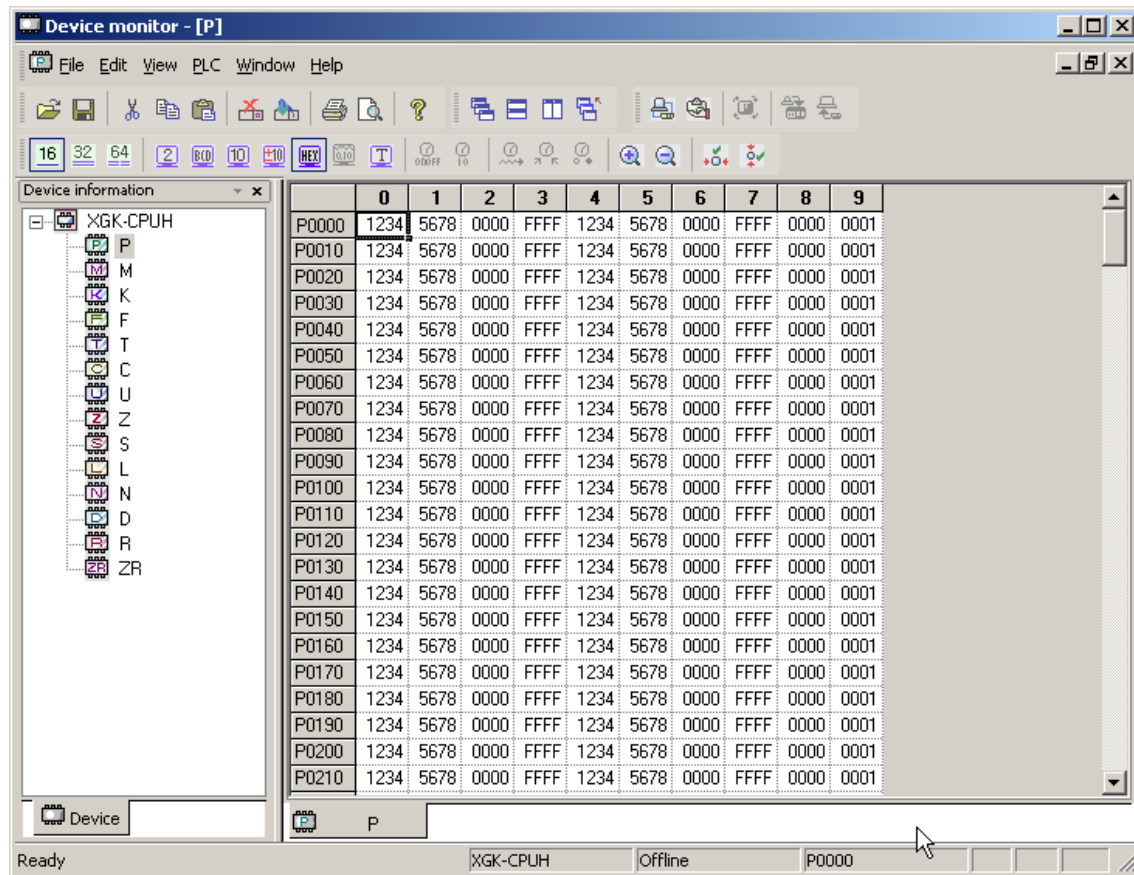 Device monitor - [P]
File Edit View PLC Window Help
16 32 64 2 BCD 10 ±10 HEX 0.10 T ON OFF 10
Device information
XGK-CPUH
P
M
K
F
T
C
U
Z
S
L
N
D
R
ZR
0 1 2 3 4 5 6 7 8 9
P0000 1234 5678 0000 FFFF 1234 5678 0000 FFFF 0000 0001
P0010 1234 5678 0000 FFFF 1234 5678 0000 FFFF 0000 0001
P0020 1234 5678 0000 FFFF 1234 5678 0000 FFFF 0000 0001
P0030 1234 5678 0000 FFFF 1234 5678 0000 FFFF 0000 0001
P0040 1234 5678 0000 FFFF 1234 5678 0000 FFFF 0000 0001
P0050 1234 5678 0000 FFFF 1234 5678 0000 FFFF 0000 0001
P0060 1234 5678 0000 FFFF 1234 5678 0000 FFFF 0000 0001
P0070 1234 5678 0000 FFFF 1234 5678 0000 FFFF 0000 0001
P0080 1234 5678 0000 FFFF 1234 5678 0000 FFFF 0000 0001
P0090 1234 5678 0000 FFFF 1234 5678 0000 FFFF 0000 0001
P0100 1234 5678 0000 FFFF 1234 5678 0000 FFFF 0000 0001
P0110 1234 5678 0000 FFFF 1234 5678 0000 FFFF 0000 0001
P0120 1234 5678 0000 FFFF 1234 5678 0000 FFFF 0000 0001
P0130 1234 5678 0000 FFFF 1234 5678 0000 FFFF 0000 0001
P0140 1234 5678 0000 FFFF 1234 5678 0000 FFFF 0000 0001
P0150 1234 5678 0000 FFFF 1234 5678 0000 FFFF 0000 0001
P0160 1234 5678 0000 FFFF 1234 5678 0000 FFFF 0000 0001
P0170 1234 5678 0000 FFFF 1234 5678 0000 FFFF 0000 0001
P0180 1234 5678 0000 FFFF 1234 5678 0000 FFFF 0000 0001
P0190 1234 5678 0000 FFFF 1234 5678 0000 FFFF 0000 0001
P0200 1234 5678 0000 FFFF 1234 5678 0000 FFFF 0000 0001
P0210 1234 5678 0000 FFFF 1234 5678 0000 FFFF 0000 0001
Device
P
Ready XGK-CPUH Offline P0000